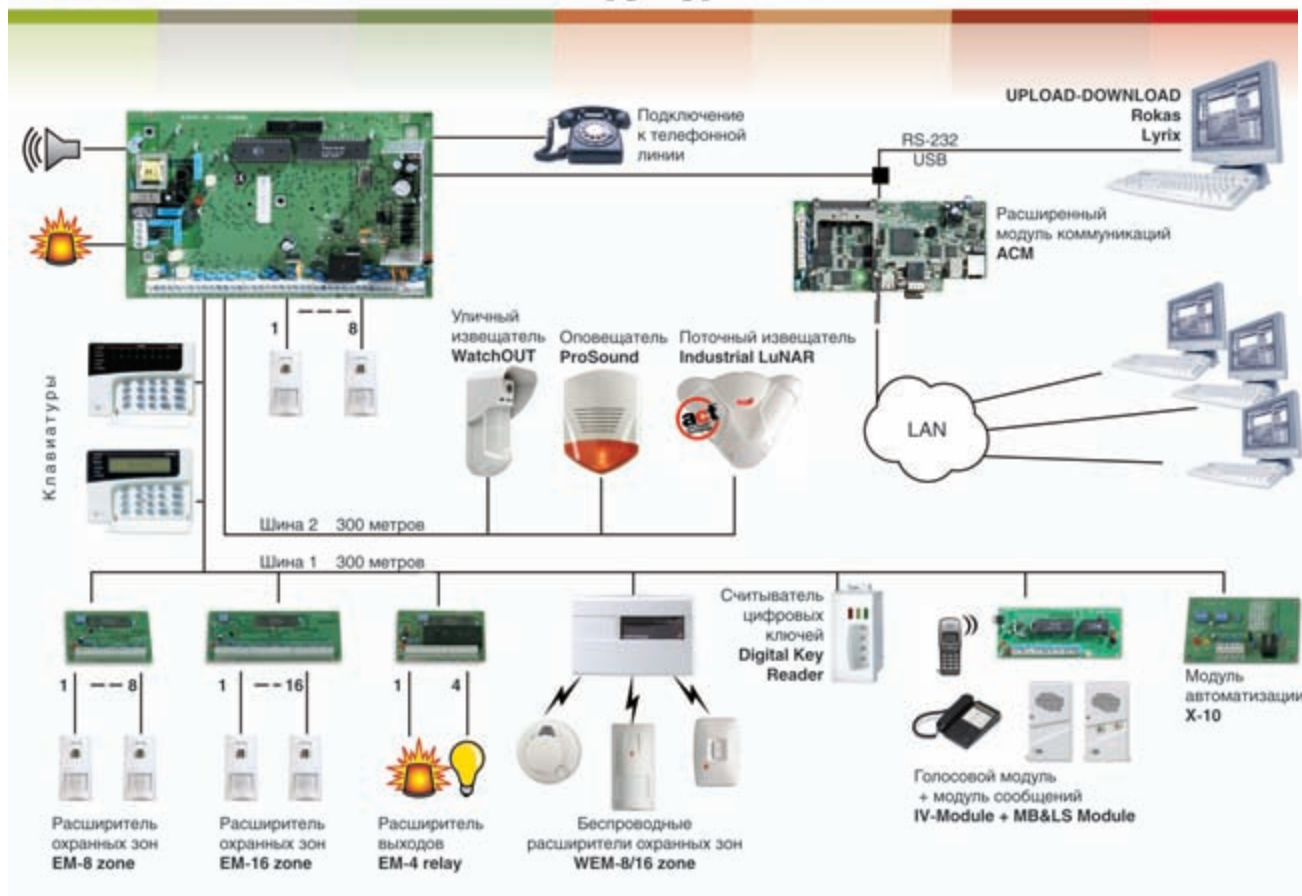 Подключение
к телефонной
линии
UPLOAD-DOWNLOAD
Rokas
Lyrix
RS-232
USB
Расширенный
модуль коммуникаций
ACM
1
8
Уличный
извещатель
WatchOUT
Оповещатель
ProSound
Поточный извещатель
Industrial LuNAR
act
LAN
Клавиатуры
Шина 2 300 метров
Шина 1 300 метров
Считыватель
цифровых
ключей
Digital Key
Reader
1
8
1
16
1
4
Модуль
автоматизации
X-10
Голосовой модуль
+ модуль сообщений
IV-Module + MB&LS Module
Расширитель
охранных зон
EM-8 zone
Расширитель
охранных зон
EM-16 zone
Расширитель
выходов
EM-4 relay
Беспроводные
расширители охранных зон
WEM-8/16 zone